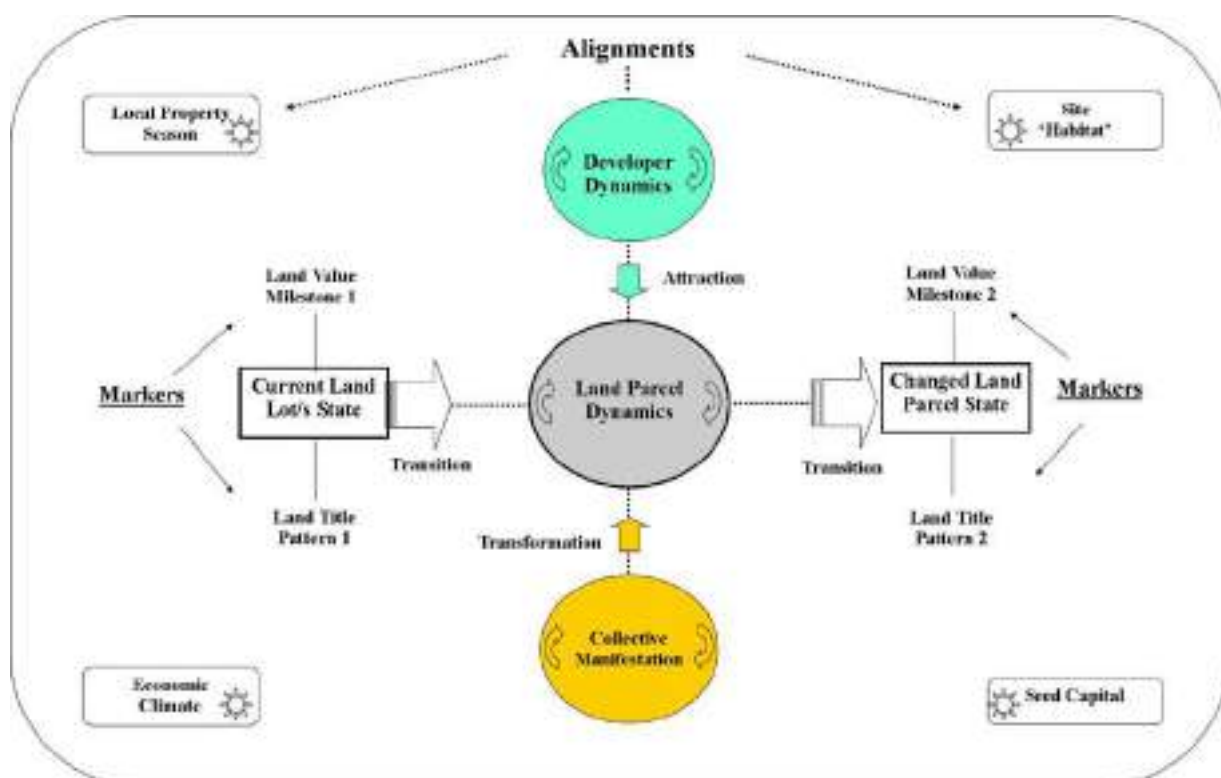 Alignments
Local Property
Season
Site
"Habitat"
Developer
Dynamics
Land Value
Milestone 1
Attraction
Land Value
Milestone 2
Markers
Current Land
Lot/s State
Land Parcel
Dynamics
Changed Land
Parcel State
Markers
Transition
Transition
Land Title
Pattern 1
Transformation
Land Title
Pattern 2
Collective
Manifestation
Economic
Climate
Seed Capital